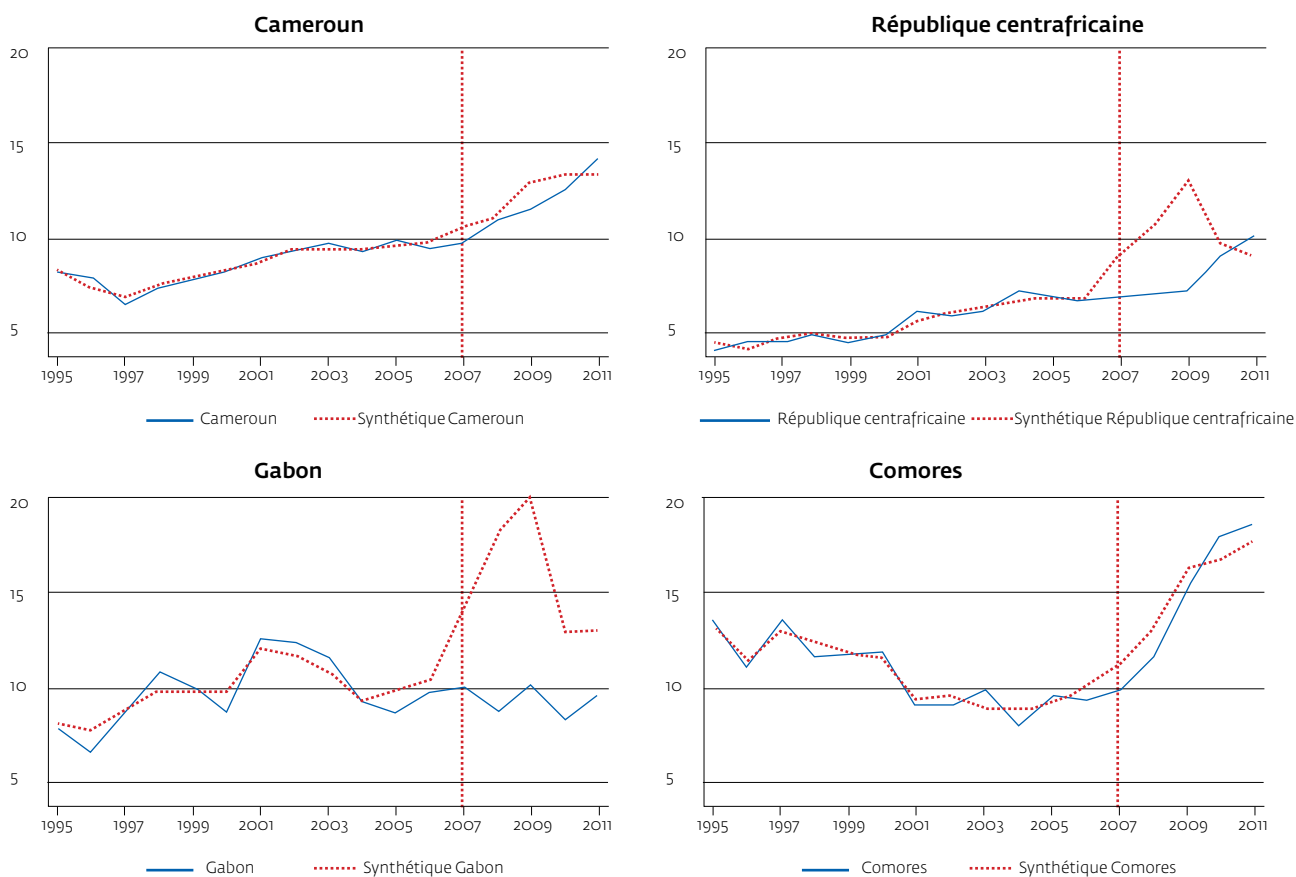 Cameroun
20
15
10
5
1995 1997 1999 2001 2003 2005 2007 2009 2011
Cameroun Synthétique Cameroun
République centrafricaine
20
15
10
5
1995 1997 1999 2001 2003 2005 2007 2009 2011
République centrafricaine Synthétique République centrafricaine
Gabon
20
15
10
5
1995 1997 1999 2001 2003 2005 2007 2009 2011
Gabon Synthétique Gabon
Comores
20
15
10
5
1995 1997 1999 2001 2003 2005 2007 2009 2011
Comores Synthétique Comores